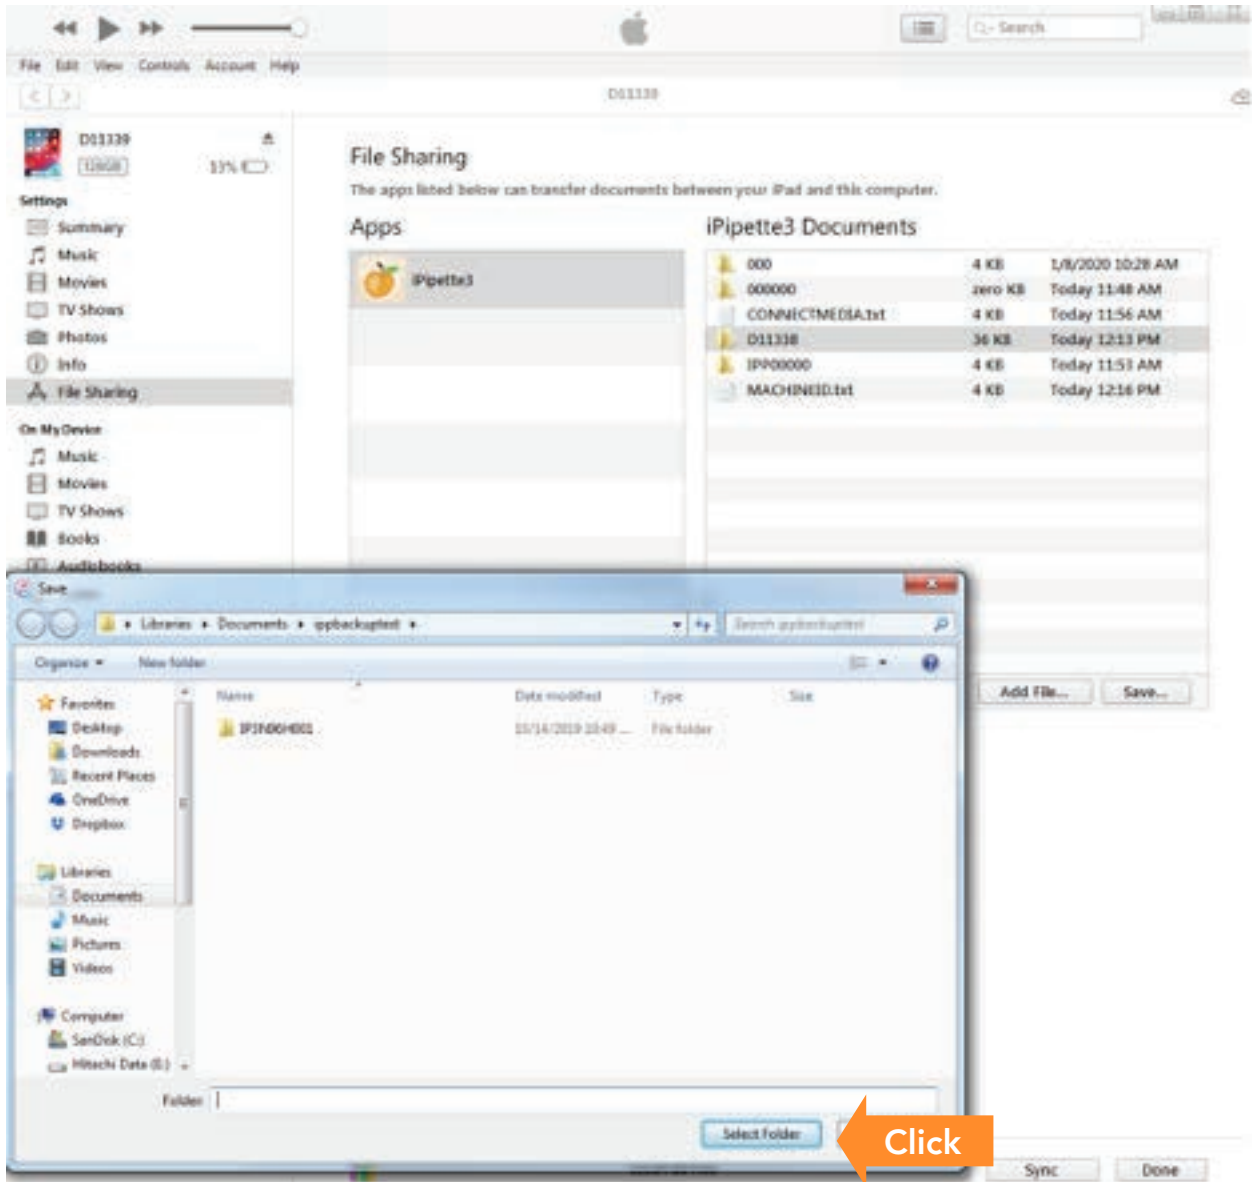 Search
File Edit View Controls Account Help
D11339
D11339
128GB
File Sharing
The apps listed below can transfer documents between your iPad and this computer.
Settings
Summary
Music
Movies
TV Shows
Photos
Info
File Sharing
On My Device
Music
Movies
TV Shows
Books
Audiobooks
Apps
iPipette3
iPipette3 Documents
000 4 KB 1/8/2020 10:28 AM
000000 zero KB Today 11:48 AM
CONNECTMEDIA.txt 4 KB Today 11:56 AM
D11338 36 KB Today 12:13 PM
IPP00000 4 KB Today 11:53 AM
MACHINEID.txt 4 KB Today 12:16 PM
Add File... Save...
Save
Libraries Documents ippbackuptest
Search ippbackuptest
Organize New folder
Name Date modified Type Size
File folder
Favorites
Desktop
Downloads
Recent Places
OneDrive
Dropbox
Libraries
Documents
Music
Pictures
Videos
Computer
SanDisk (C:)
Hitachi Data (E:)
Folder
Select Folder
Click
Sync Done